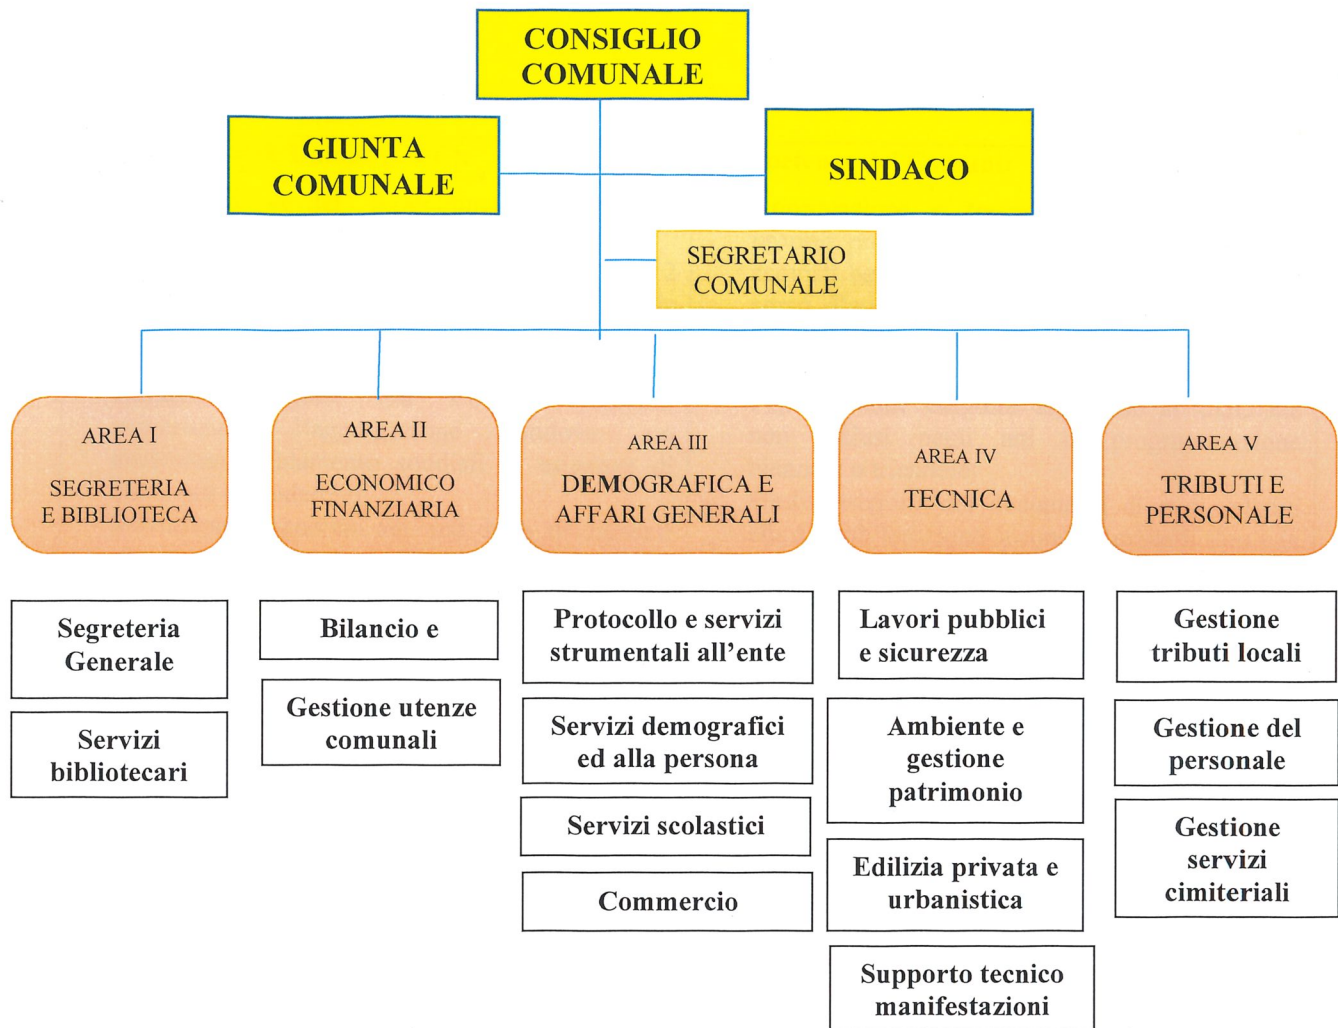 CONSIGLIO
COMUNALE
GIUNTA
COMUNALE
SINDACO
SEGRETARIO
COMUNALE
AREA I
SEGRETERIA
E BIBLIOTECA
AREA II
ECONOMICO
FINANZIARIA
AREA III
DEMOGRAFICA E
AFFARI GENERALI
AREA IV
TECNICA
AREA V
TRIBUTI E
PERSONALE
Segreteria
Generale
Servizi
bibliotecari
Bilancio e
Gestione utenze
comunali
Protocollo e servizi
strumentali all'ente
Servizi demografici
ed alla persona
Servizi scolastici
Commercio
Lavori pubblici
e sicurezza
Ambiente e
gestione
patrimonio
Edilizia privata e
urbanistica
Supporto tecnico
manifestazioni
Gestione
tributi locali
Gestione del
personale
Gestione
servizi
cimiteriali